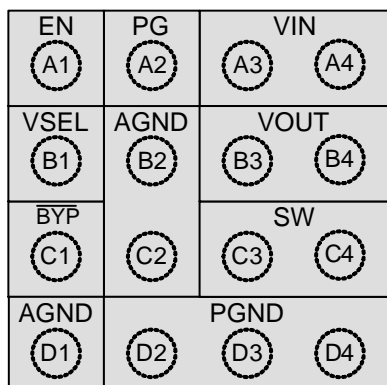 EN PG VIN
A1 A2 A3 A4
VSEL AGND VOUT
B1 B2 B3 B4
BYP SW
C1 C2 C3 C4
AGND PGND
D1 D2 D3 D4